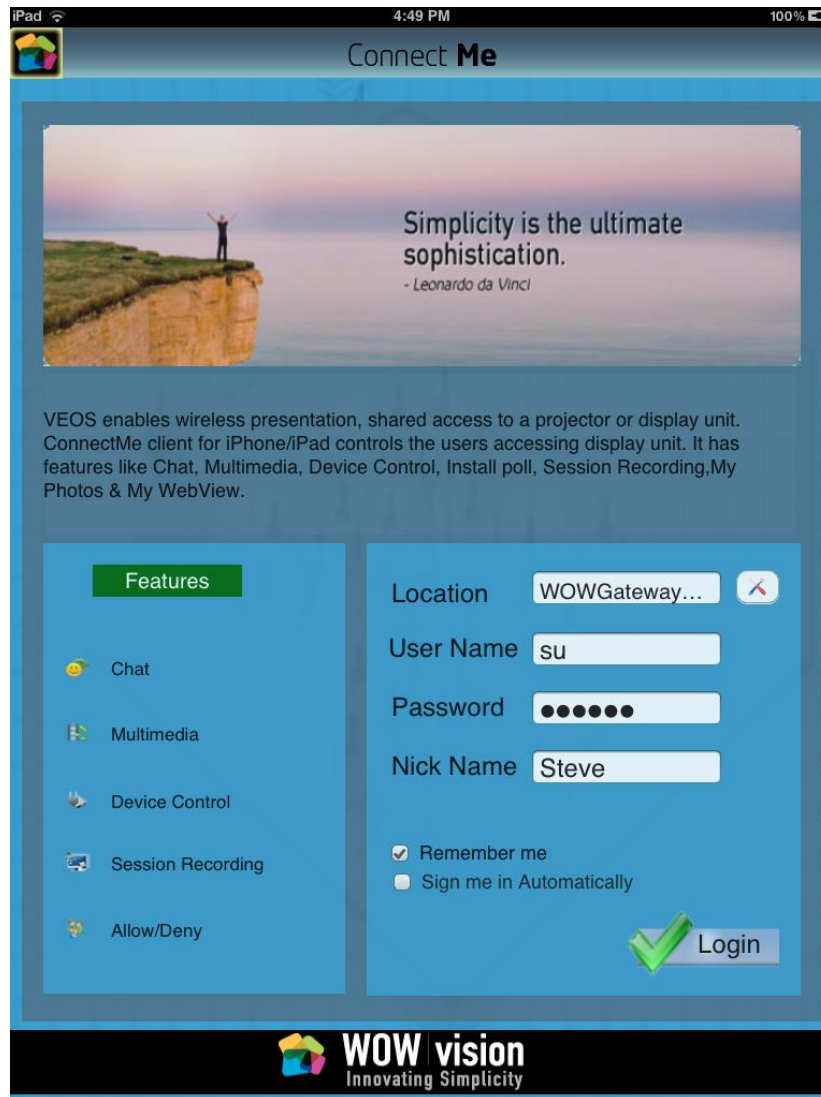 iPad 4:49 PM 100%
Connect Me
Simplicity is the ultimate
sophistication.
- Leonardo da Vinci
VEOS enables wireless presentation, shared access to a projector or display unit.
ConnectMe client for iPhone/iPad controls the users accessing display unit. It has
features like Chat, Multimedia, Device Control, Install poll, Session Recording,My
Photos & My WebView.
Features
Chat
Multimedia
Device Control
Session Recording
Allow/Deny
Location WOWGateway...
User Name su
Password ●●●●●●
Nick Name Steve
Remember me
Sign me in Automatically
Login
WOW vision
Innovating Simplicity